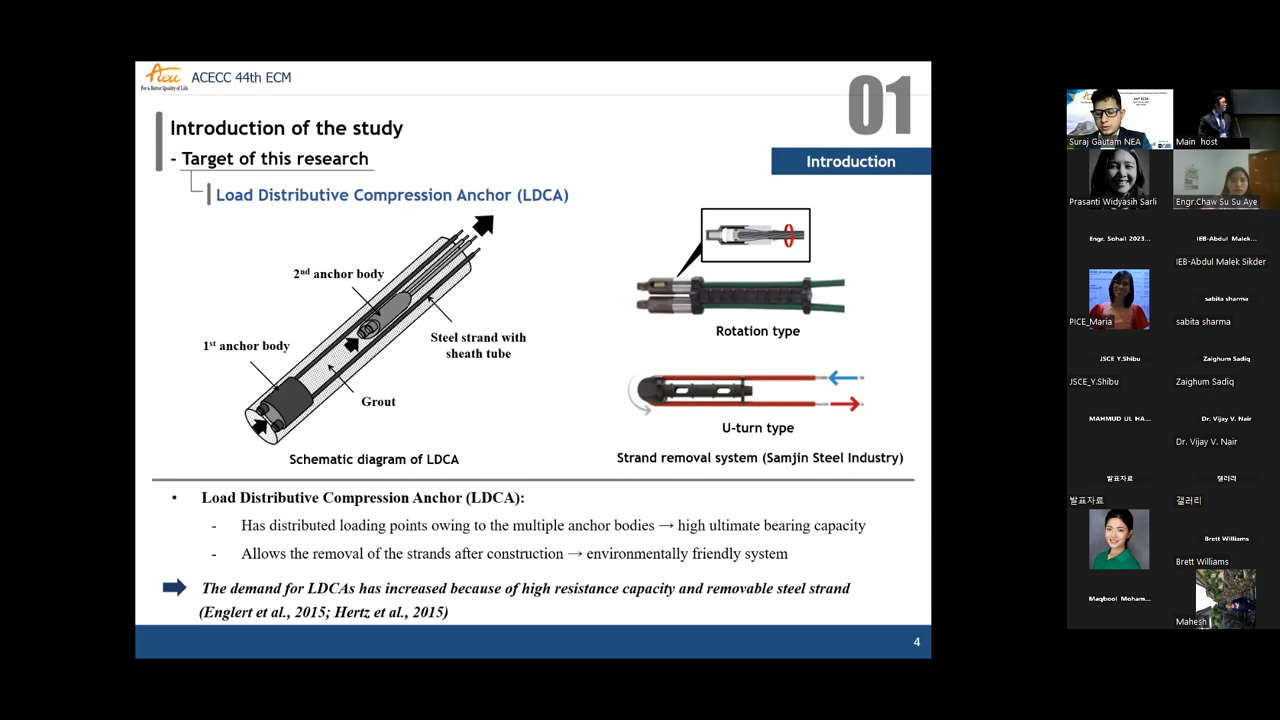 Acecc
For a Better Quality of Life
ACECC 44th ECM
01
Introduction of the study
- Target of this research
Introduction
Load Distributive Compression Anchor (LDCA)
2nd anchor body
1st anchor body
Steel strand with
sheath tube
Grout
Schematic diagram of LDCA
Rotation type
U-turn type
Strand removal system (Samjin Steel Industry)
• Load Distributive Compression Anchor (LDCA):
- Has distributed loading points owing to the multiple anchor bodies → high ultimate bearing capacity
- Allows the removal of the strands after construction → environmentally friendly system
The demand for LDCAs has increased because of high resistance capacity and removable steel strand
(Englert et al., 2015; Hertz et al., 2015)
4
44th ECM
Suraj Gautam NEA
Main host
Prasanti Widyasih Sarli
Engr.Chaw Su Su Aye
Engr. Sohail 2023...
IEB-Abdul Malek...
IEB-Abdul Malek Sikder
sabita sharma
PICE_Maria
sabita sharma
JSCE Y.Shibu
Zaighum Sadiq
JSCE_Y.Shibu
Zaighum Sadiq
MAHMUD UL HA...
Dr. Vijay V. Nair
Dr. Vijay V. Nair
발표자료
갤러리
발표자료
갤러리
Brett Williams
Brett Williams
Maqbool Moham...
Mahesh